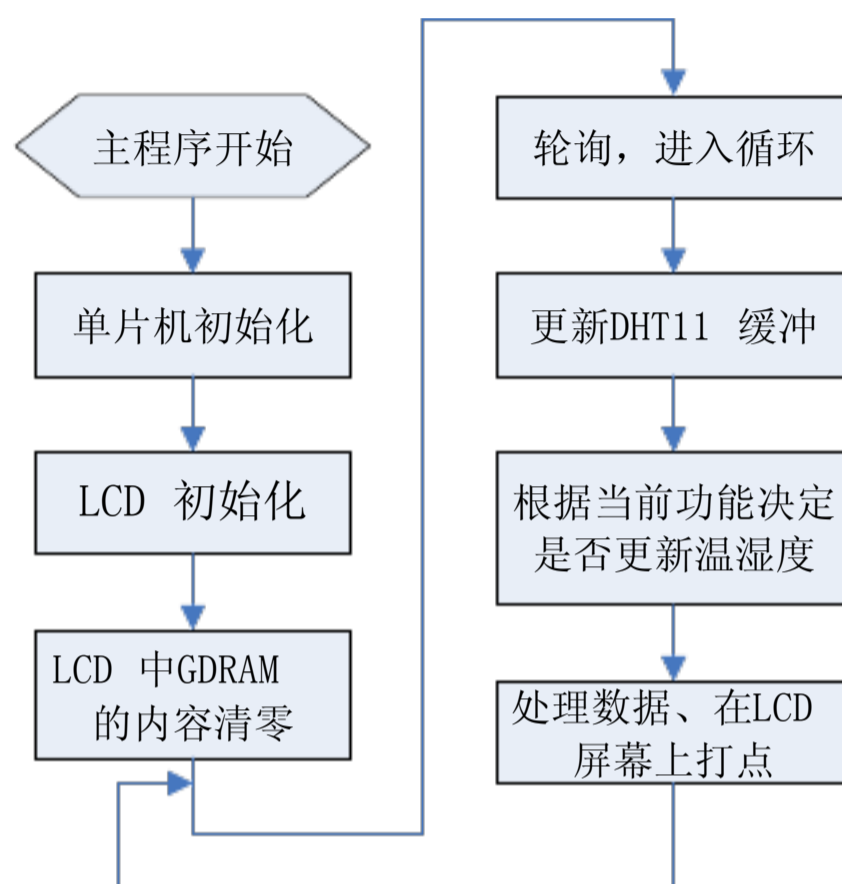 主程序开始
单片机初始化
LCD 初始化
LCD 中GDRAM
的内容清零
轮询，进入循环
更新DHT11 缓冲
根据当前功能决定
是否更新温湿度
处理数据、在LCD
屏幕上打点